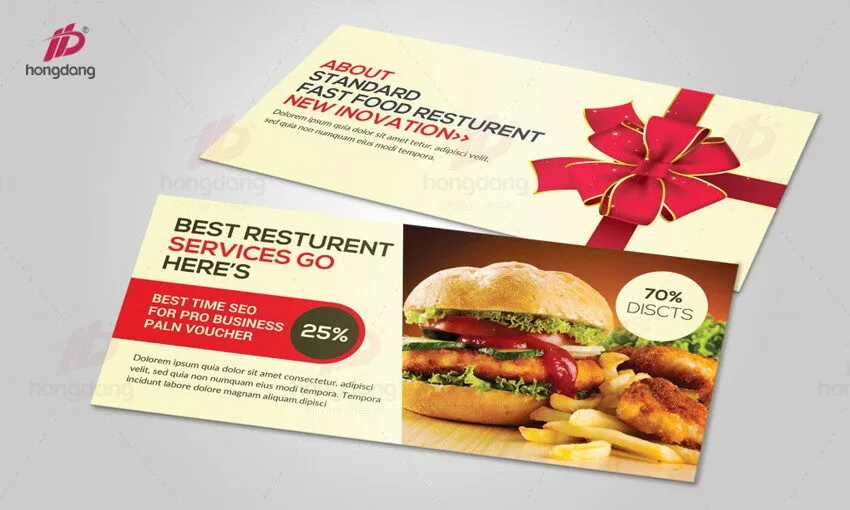 hongdang
ABOUT
STANDARD
FAST FOOD RESTURENT
NEW INOVATION>>
Dolorem ipsum quia dolor sit amet tetur, adipisci velit,
sed quia non numquam eius modi tempora.
BEST RESTURENT
SERVICES GO
HERE'S
BEST TIME SEO
FOR PRO BUSINESS
PALN VOUCHER
25%
Dolorem ipsum quia dolor sit amet consectetur, adipisci
velit, sed quia non numquam eius modi tempora. Tempora
incidunt labore dolore magnam aliquam.dipisci
70%
DISCTS
hongdang
hongdang
hongdang
hongdang
hongdang